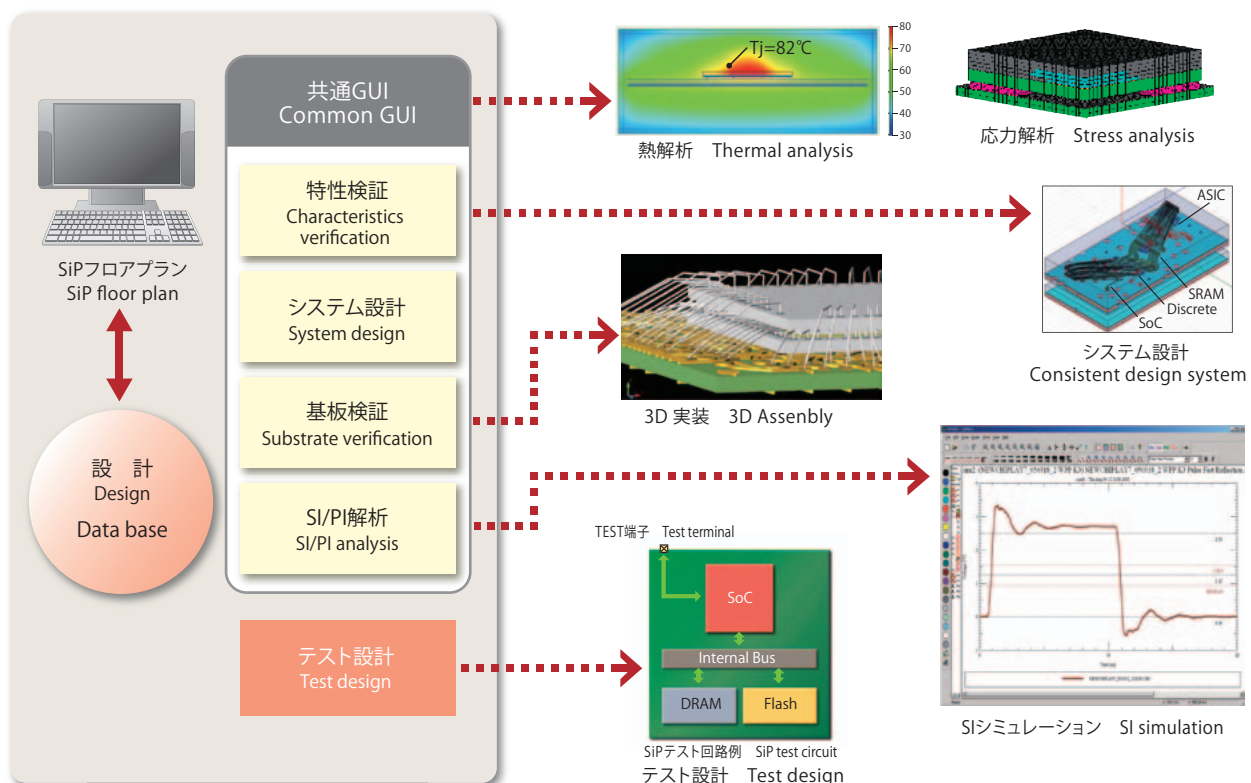 共通GUI
Common GUI
特性検証
Characteristics
verification
システム設計
System design
基板検証
Substrate verification
SI/PI解析
SI/PI analysis
テスト設計
Test design
SiPフロアプラン
SiP floor plan
設 計
Design
Data base
Tj=82℃
80
70
60
50
40
30
熱解析 Thermal analysis
応力解析 Stress analysis
ASIC
SRAM
Discrete
SoC
システム設計
Consistent design system
3D 実装 3D Assenbly
TEST端子 Test terminal
SoC
Internal Bus
DRAM
Flash
SiPテスト回路例 SiP test circuit
テスト設計 Test design
SIシミュレーション SI simulation